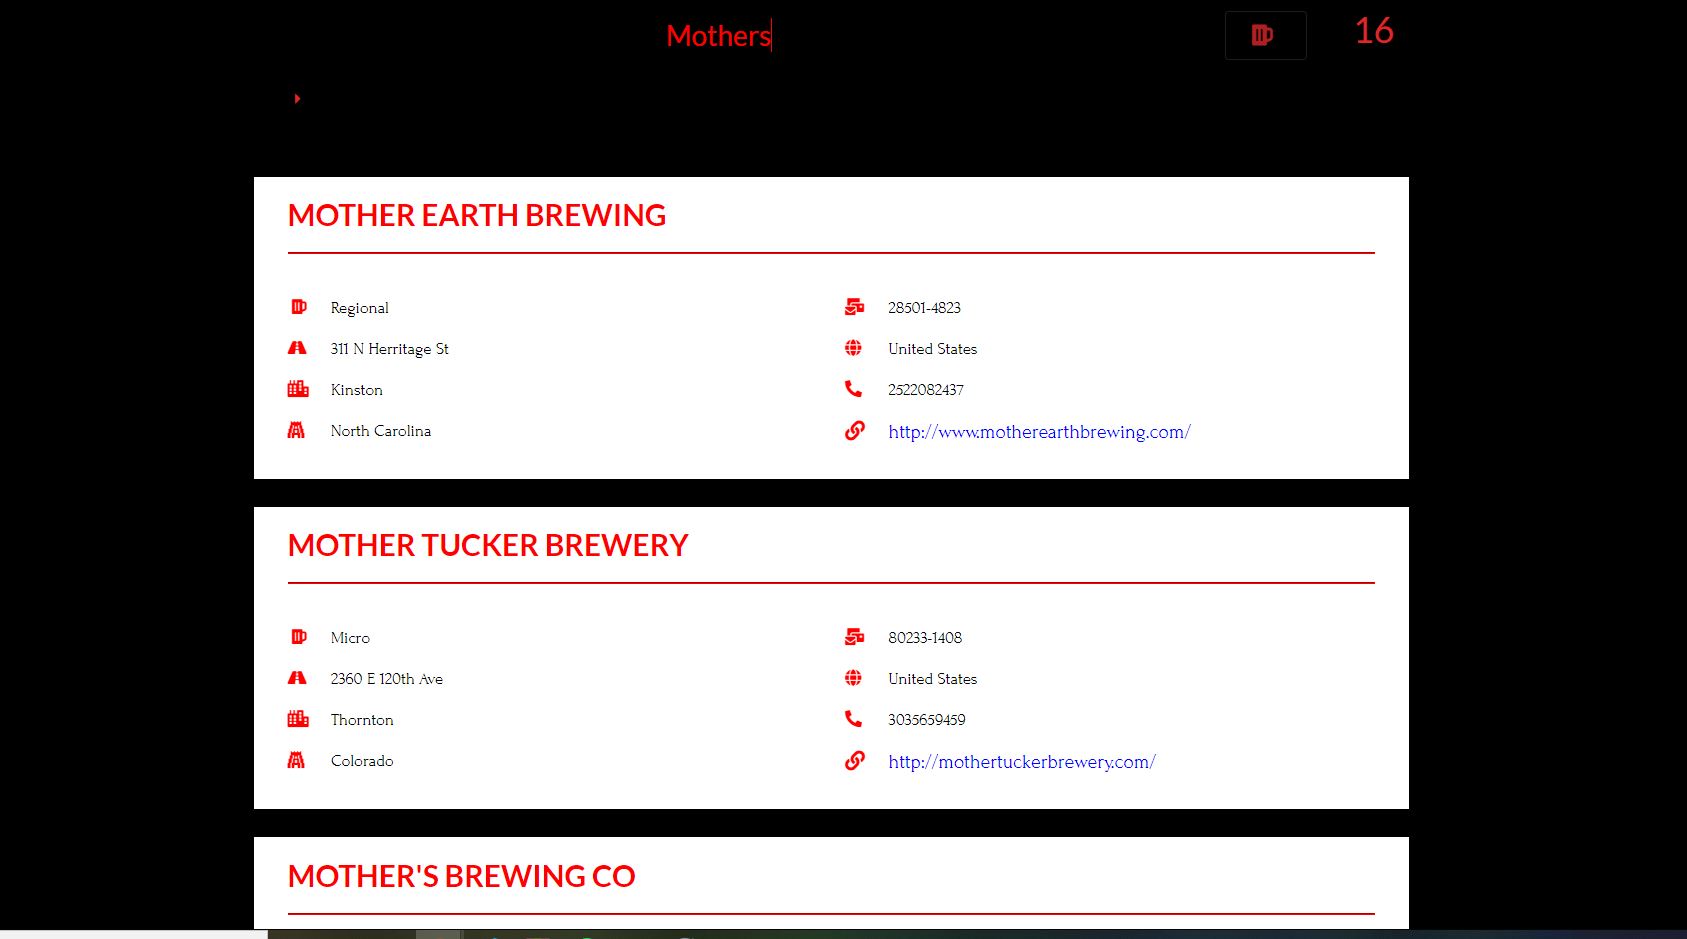 Mothers
16
MOTHER EARTH BREWING
Regional
28501-4823
311 N Herritage St
United States
Kinston
2522082437
North Carolina
http://www.motherearthbrewing.com/
MOTHER TUCKER BREWERY
Micro
80233-1408
2360 E 120th Ave
United States
Thornton
3035659459
Colorado
http://mothertuckerbrewery.com/
MOTHER'S BREWING CO